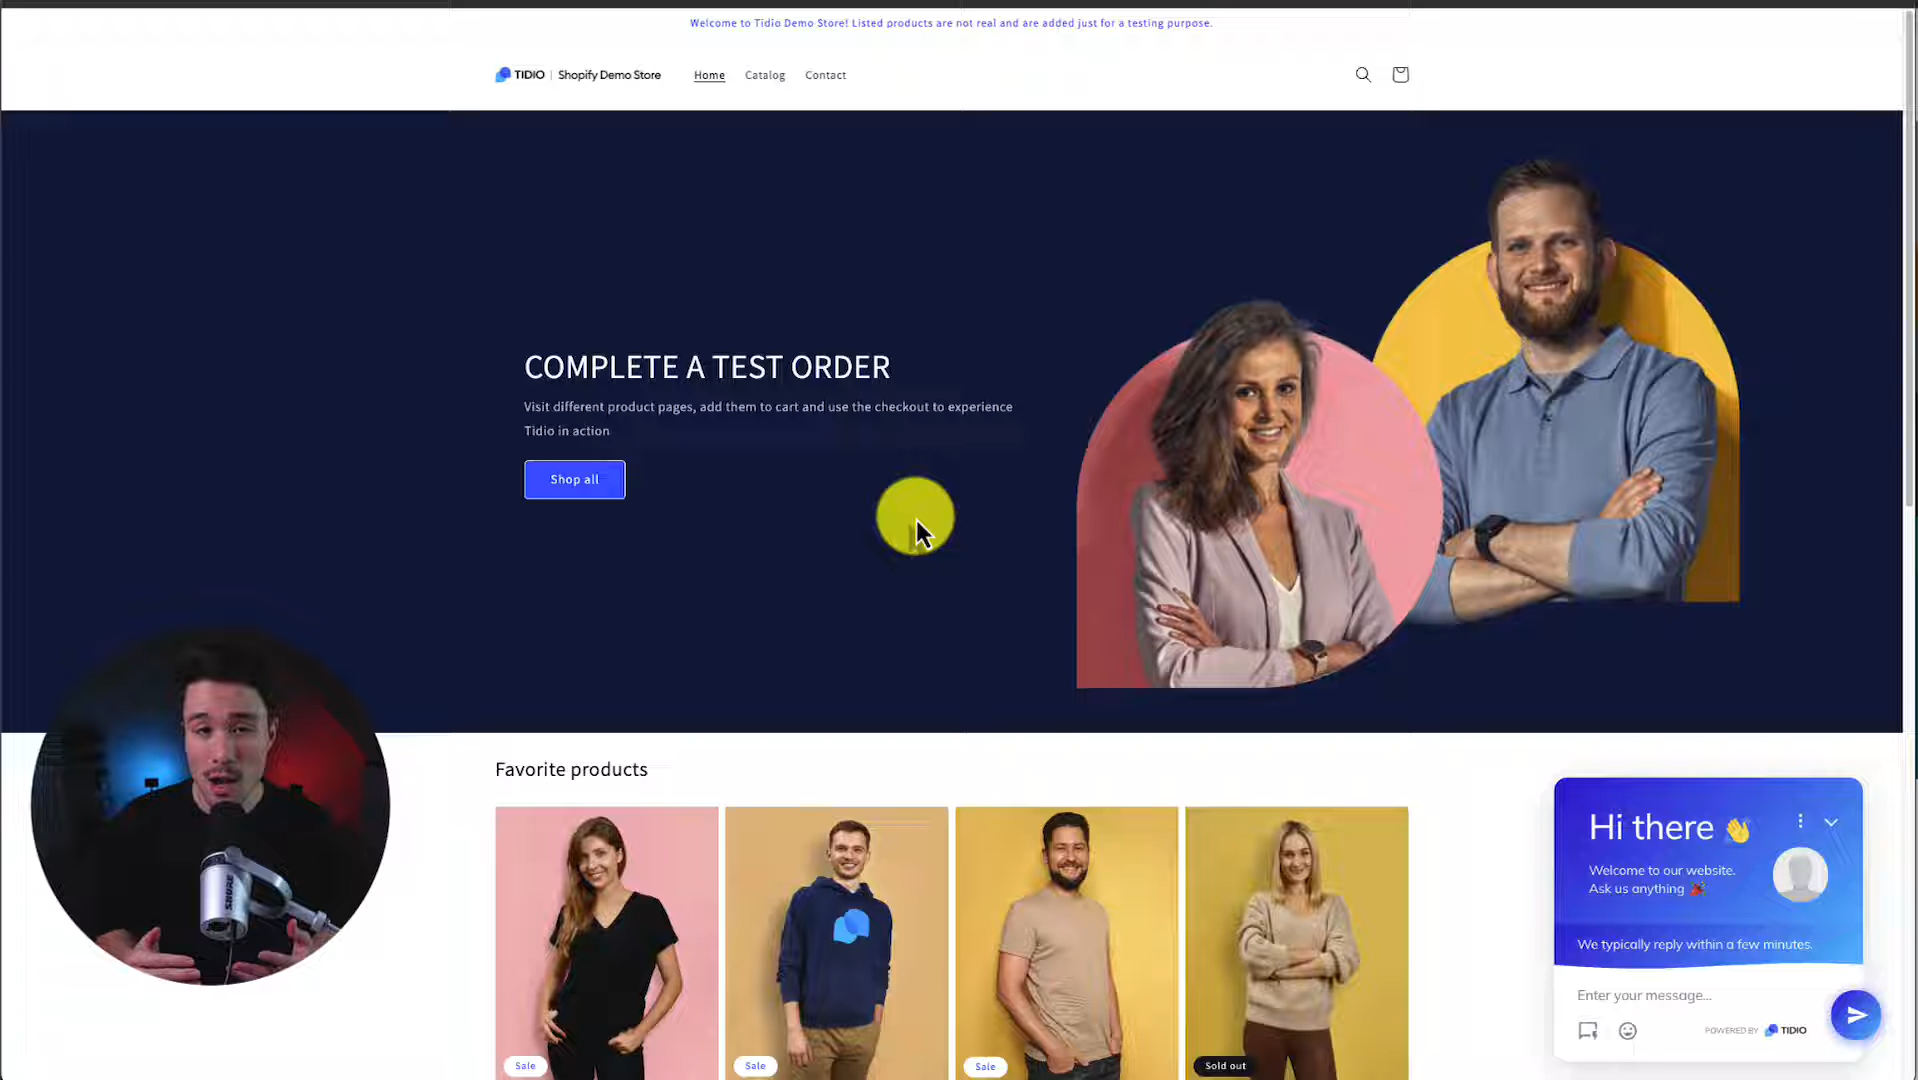 Welcome to Tidio Demo Store! Listed products are not real and are added just for a testing purpose.
TIDIO | Shopify Demo Store
Home
Catalog
Contact
COMPLETE A TEST ORDER
Visit different product pages, add them to cart and use the checkout to experience
Tidio in action
Shop all
SHURE
Favorite products
Sale
Sale
Sale
Sold out
Hi there 👋
Welcome to our website.
Ask us anything 🎉
We typically reply within a few minutes.
Enter your message...
POWERED BY TIDIO